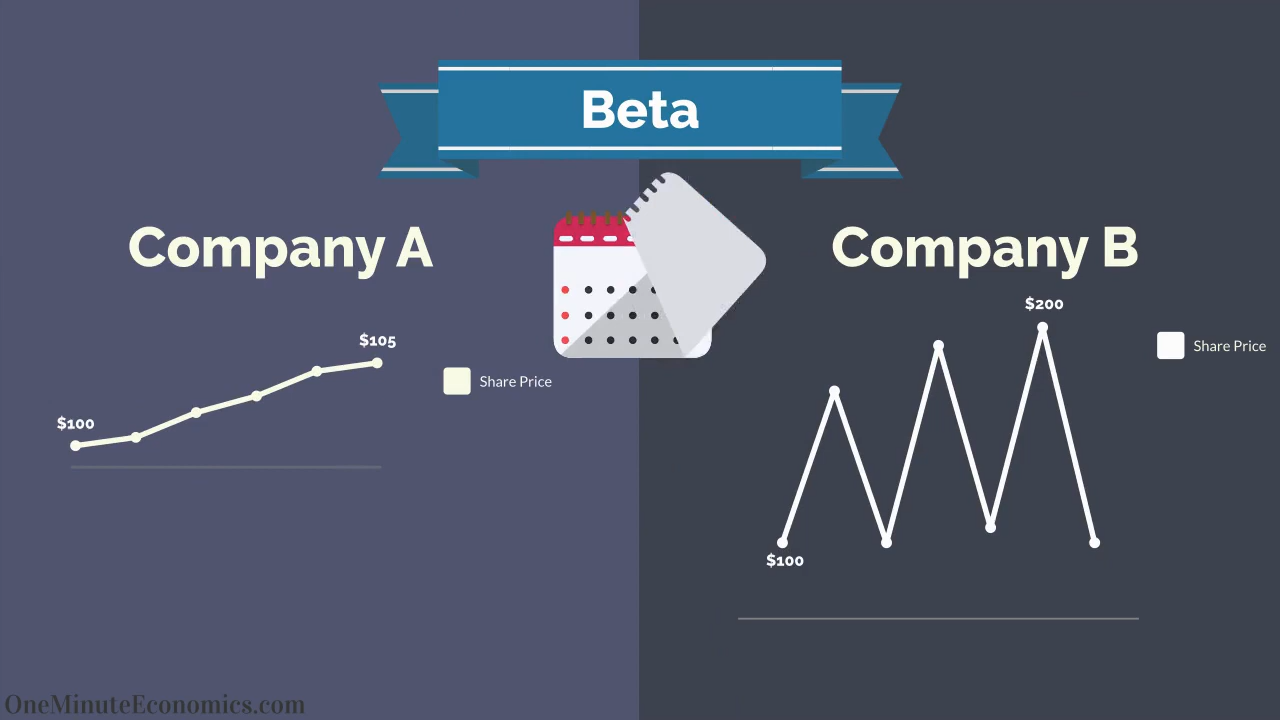 Beta
Company A
Company B
$200
$105
Share Price
Share Price
$100
$100
OneMinuteEconomics.com